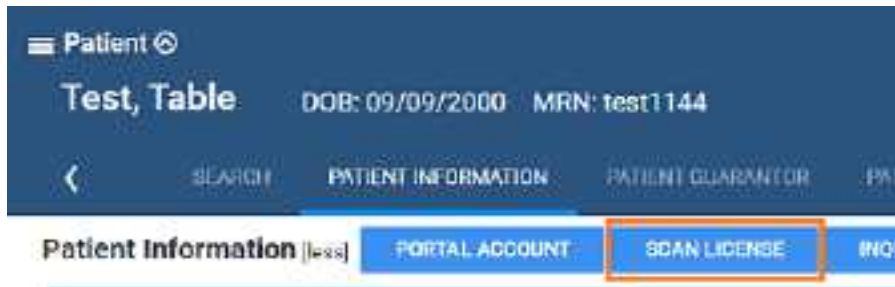 Patient
Test, Table DOB: 09/09/2000 MRN: test1144
SEARCH PATIENT INFORMATION PATIENT GUARANTOR PA
Patient Information [less] PORTAL ACCOUNT SCAN LICENSE